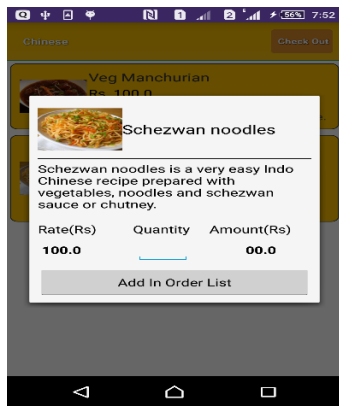 1 2 56% 7:52
Chinese Check Out
Veg Manchurian
Rs. 100.0
Schezwan noodles
Schezwan noodles is a very easy Indo
Chinese recipe prepared with
vegetables, noodles and schezwan
sauce or chutney.
Rate(Rs) Quantity Amount(Rs)
100.0 00.0
Add In Order List